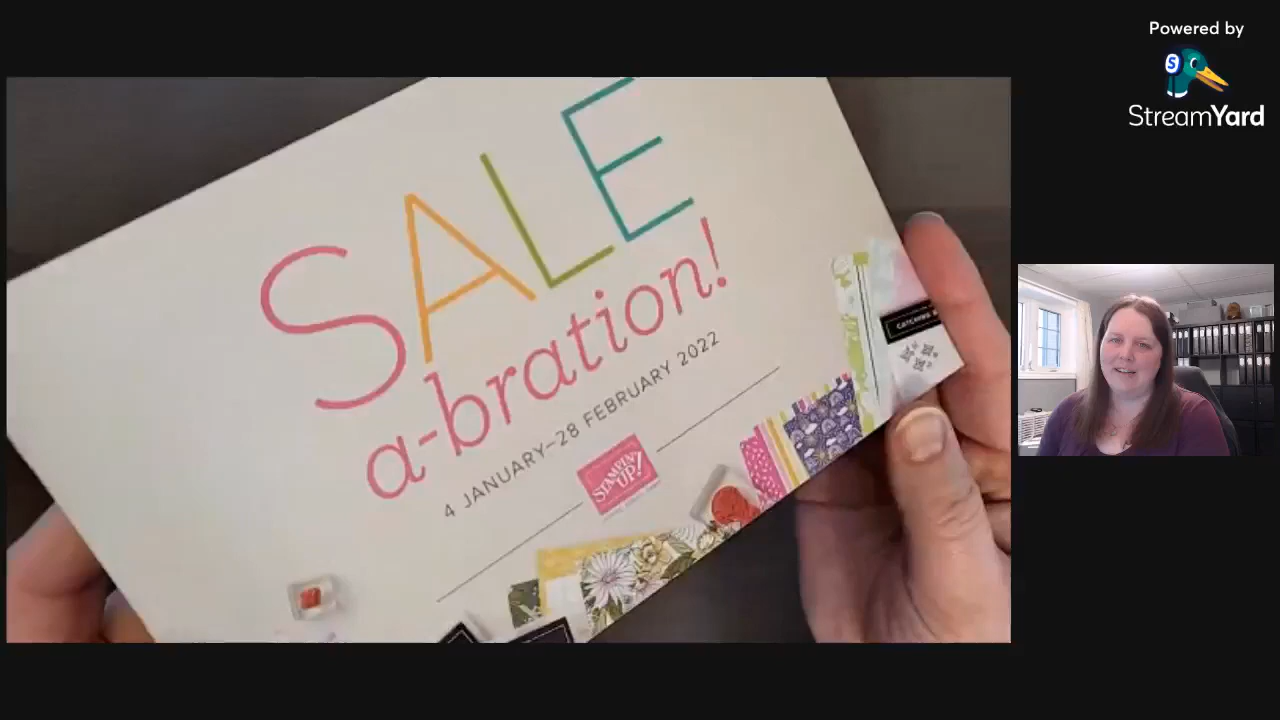 SALE
a-bration!
4 JANUARY–28 FEBRUARY 2022
STAMPIN' UP!
Powered by
StreamYard